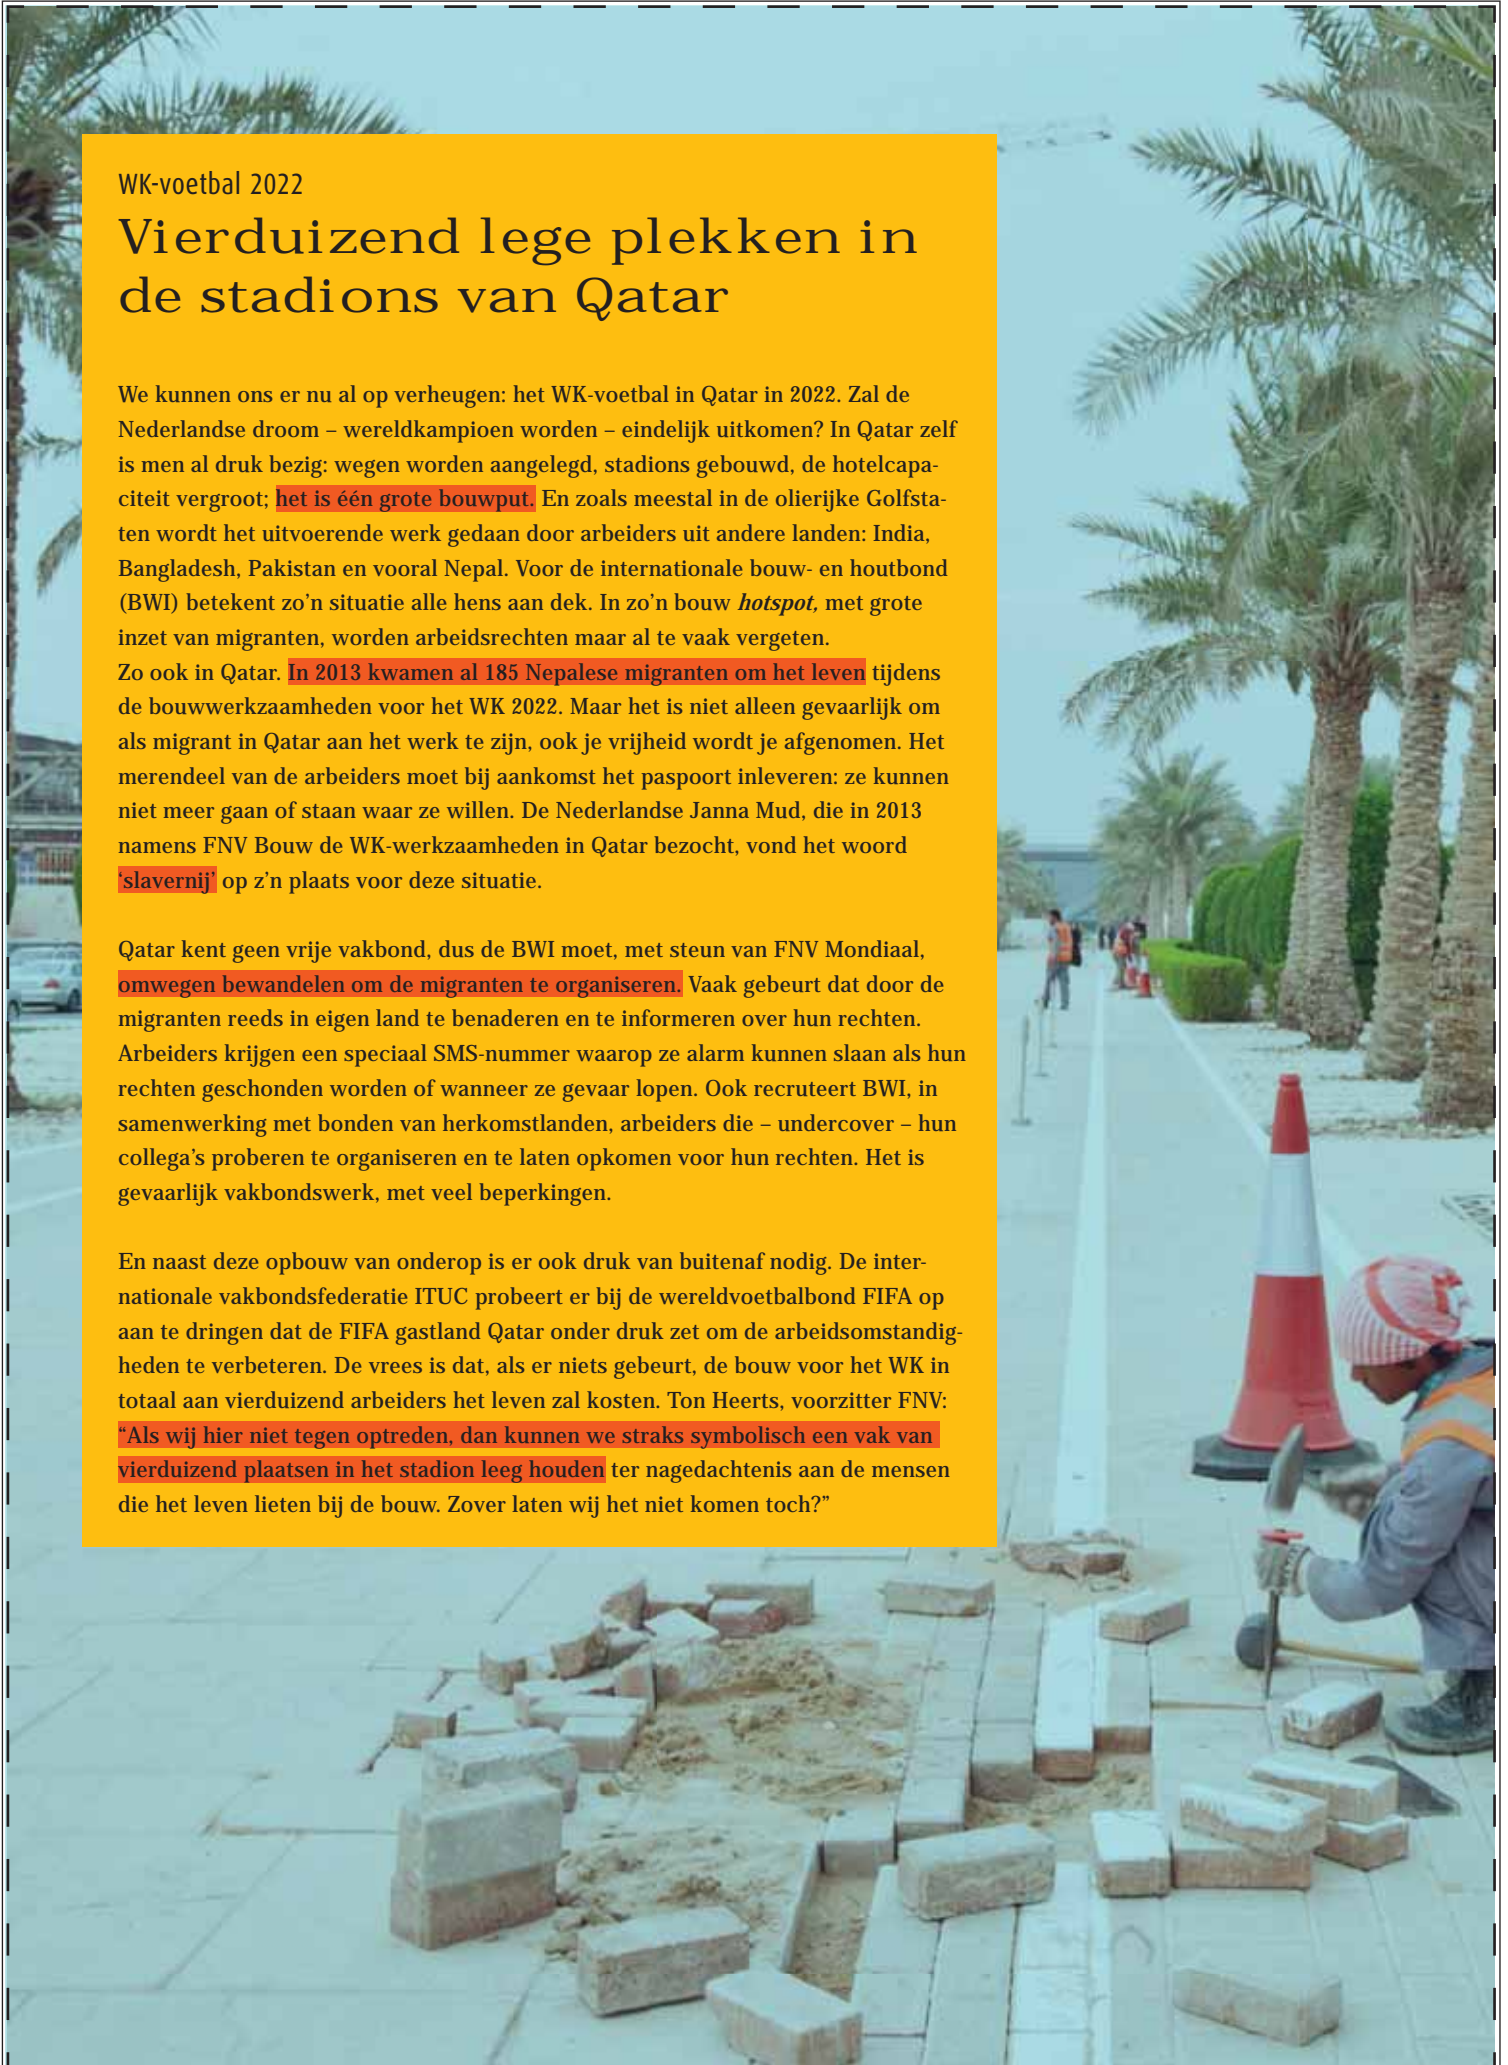 WK-voetbal 2022
Vierduizend lege plekken in
de stadions van Qatar
We kunnen ons er nu al op verheugen: het WK-voetbal in Qatar in 2022. Zal de
Nederlandse droom – wereldkampioen worden – eindelijk uitkomen? In Qatar zelf
is men al druk bezig: wegen worden aangelegd, stadions gebouwd, de hotelcapa-
citeit vergroot; het is één grote bouwput. En zoals meestal in de olierijke Golfsta-
ten wordt het uitvoerende werk gedaan door arbeiders uit andere landen: India,
Bangladesh, Pakistan en vooral Nepal. Voor de internationale bouw- en houtbond
(BWI) betekent zo’n situatie alle hens aan dek. In zo’n bouw hotspot, met grote
inzet van migranten, worden arbeidsrechten maar al te vaak vergeten.
Zo ook in Qatar. In 2013 kwamen al 185 Nepalese migranten om het leven tijdens
de bouwwerkzaamheden voor het WK 2022. Maar het is niet alleen gevaarlijk om
als migrant in Qatar aan het werk te zijn, ook je vrijheid wordt je afgenomen. Het
merendeel van de arbeiders moet bij aankomst het paspoort inleveren: ze kunnen
niet meer gaan of staan waar ze willen. De Nederlandse Janna Mud, die in 2013
namens FNV Bouw de WK-werkzaamheden in Qatar bezocht, vond het woord
‘slavernij’ op z’n plaats voor deze situatie.
Qatar kent geen vrije vakbond, dus de BWI moet, met steun van FNV Mondiaal,
omwegen bewandelen om de migranten te organiseren. Vaak gebeurt dat door de
migranten reeds in eigen land te benaderen en te informeren over hun rechten.
Arbeiders krijgen een speciaal SMS-nummer waarop ze alarm kunnen slaan als hun
rechten geschonden worden of wanneer ze gevaar lopen. Ook recruteert BWI, in
samenwerking met bonden van herkomstlanden, arbeiders die – undercover – hun
collega’s proberen te organiseren en te laten opkomen voor hun rechten. Het is
gevaarlijk vakbondswerk, met veel beperkingen.
En naast deze opbouw van onderop is er ook druk van buitenaf nodig. De inter-
nationale vakbondsfederatie ITUC probeert er bij de wereldvoetbalbond FIFA op
aan te dringen dat de FIFA gastland Qatar onder druk zet om de arbeidsomstandig-
heden te verbeteren. De vrees is dat, als er niets gebeurt, de bouw voor het WK in
totaal aan vierduizend arbeiders het leven zal kosten. Ton Heerts, voorzitter FNV:
“Als wij hier niet tegen optreden, dan kunnen we straks symbolisch een vak van
vierduizend plaatsen in het stadion leeg houden ter nagedachtenis aan de mensen
die het leven lieten bij de bouw. Zover laten wij het niet komen toch?”